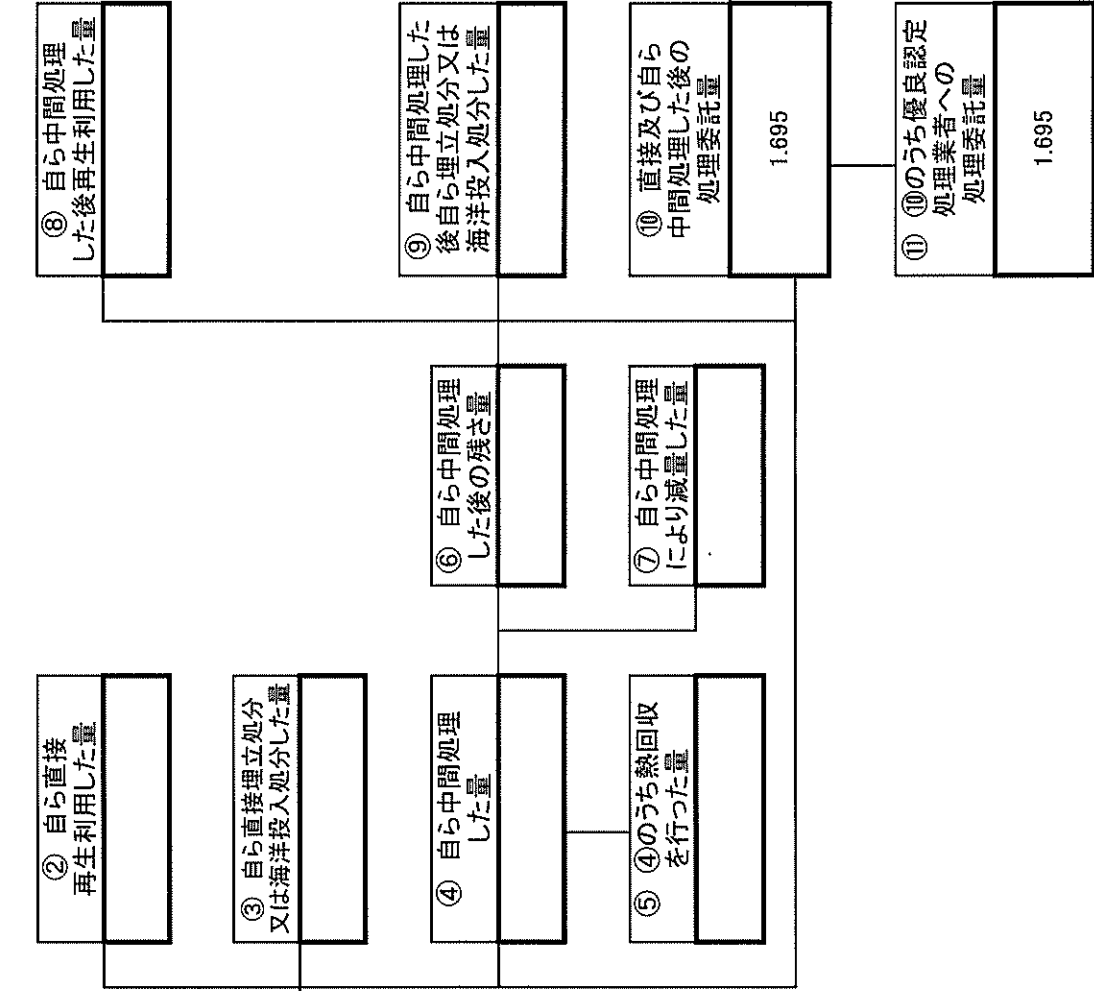 ② 自ら直接
再生利用した量
③ 自ら直接埋立処分
又は海洋投入処分した量
④ 自ら中間処理
した量
⑤ ④のうち熱回収
を行った量
⑥ 自ら中間処理
した後の残さ量
⑦ 自ら中間処理
により減量した量
⑧ 自ら中間処理
した後再生利用した量
⑨ 自ら中間処理した
後自ら埋立処分又は
海洋投入処分した量
⑩ 直接及び自ら
中間処理した後の
処理委託量
1.695
⑪ ⑩のうち優良認定
処理業者への
処理委託量
1.695